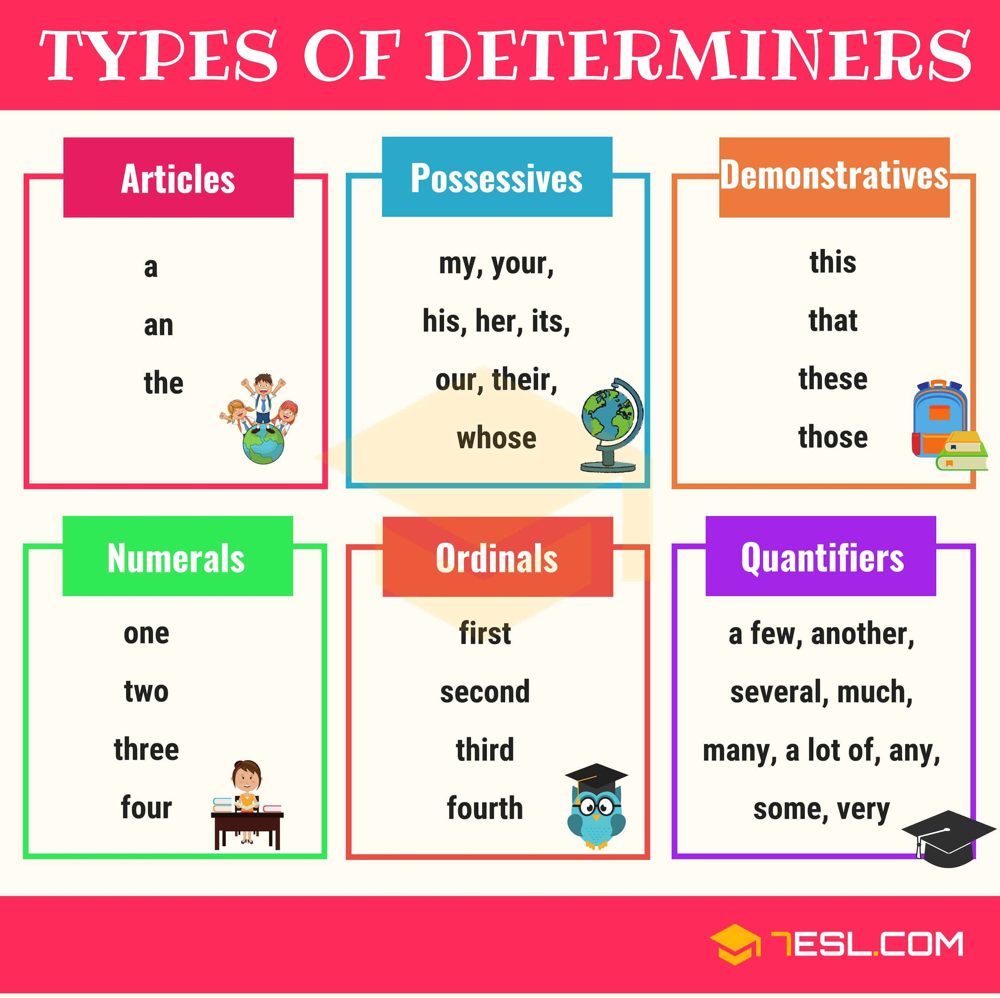 TYPES OF DETERMINERS
Articles
a
an
the
Possessives
my, your,
his, her, its,
our, their,
whose
Demonstratives
this
that
these
those
Numerals
one
two
three
four
Ordinals
first
second
third
fourth
Quantifiers
a few, another,
several, much,
many, a lot of, any,
some, very
7ESL.COM